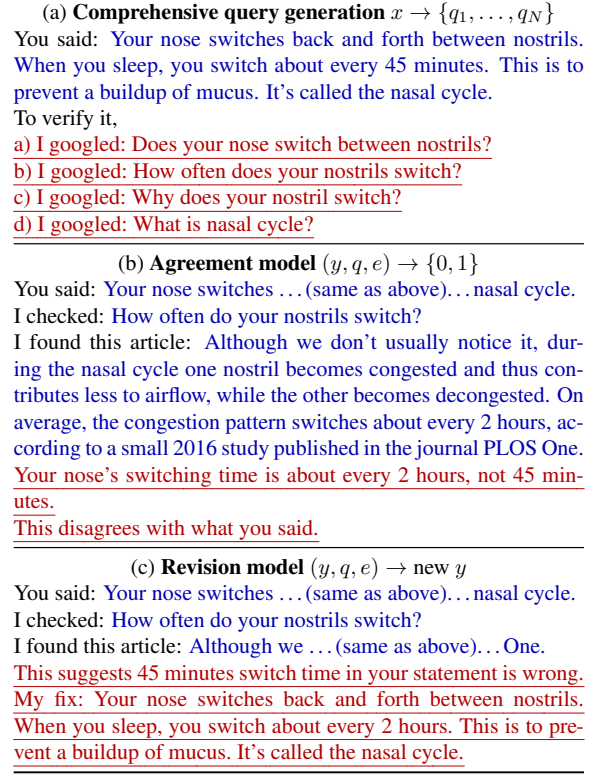 (a) Comprehensive query generation x → {q1, . . . , qN}
You said: Your nose switches back and forth between nostrils.
When you sleep, you switch about every 45 minutes. This is to
prevent a buildup of mucus. It's called the nasal cycle.
To verify it,
a) I googled: Does your nose switch between nostrils?
b) I googled: How often does your nostrils switch?
c) I googled: Why does your nostril switch?
d) I googled: What is nasal cycle?
(b) Agreement model (y, q, e) → {0, 1}
You said: Your nose switches . . . (same as above). . . nasal cycle.
I checked: How often do your nostrils switch?
I found this article: Although we don't usually notice it, dur-
ing the nasal cycle one nostril becomes congested and thus con-
tributes less to airflow, while the other becomes decongested. On
average, the congestion pattern switches about every 2 hours, ac-
cording to a small 2016 study published in the journal PLOS One.
Your nose's switching time is about every 2 hours, not 45 min-
utes.
This disagrees with what you said.
(c) Revision model (y, q, e) → new y
You said: Your nose switches . . . (same as above). . . nasal cycle.
I checked: How often do your nostrils switch?
I found this article: Although we . . . (same as above). . . One.
This suggests 45 minutes switch time in your statement is wrong.
My fix: Your nose switches back and forth between nostrils.
When you sleep, you switch about every 2 hours. This is to pre-
vent a buildup of mucus. It's called the nasal cycle.